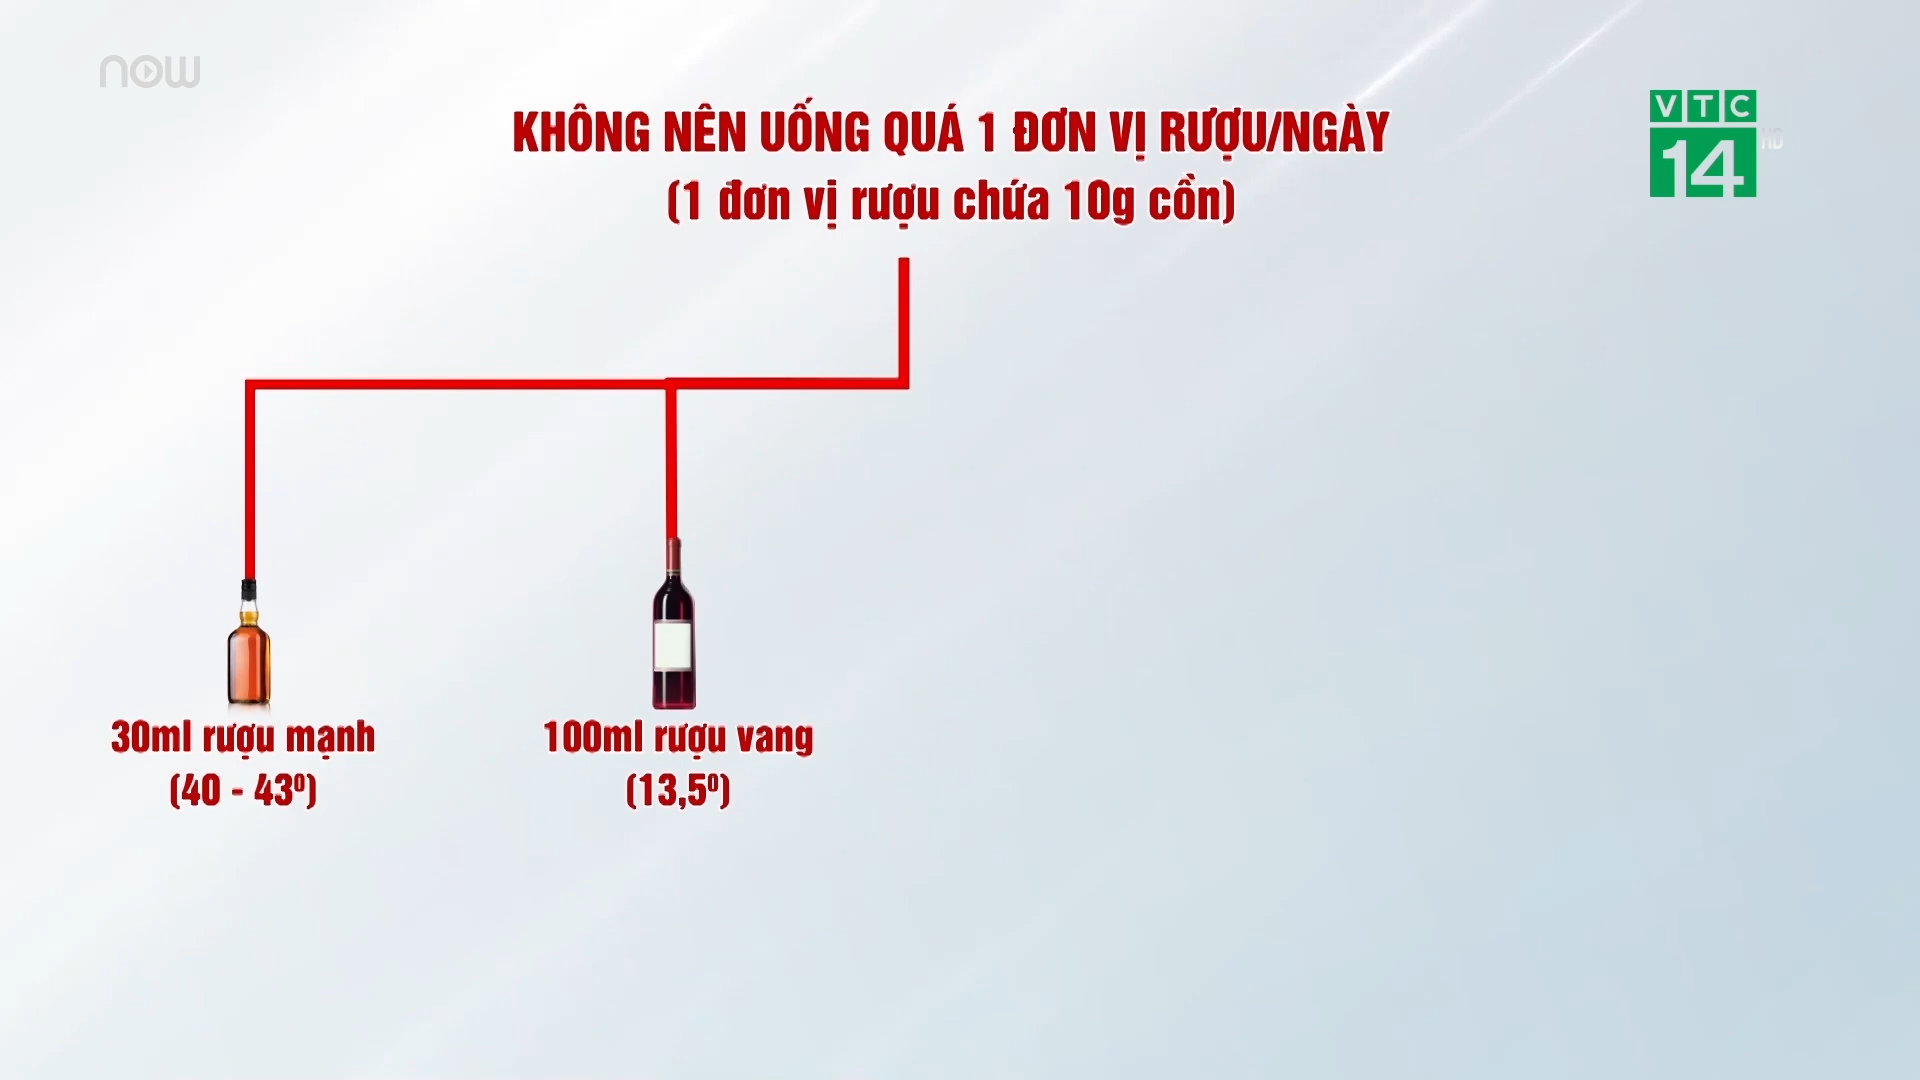 now
VTC
14
HD
KHÔNG NÊN UỐNG QUÁ 1 ĐƠN VỊ RƯỢU/NGÀY
(1 đơn vị rượu chứa 10g cồn)
30ml rượu mạnh
(40 - 43⁰)
100ml rượu vang
(13,5⁰)